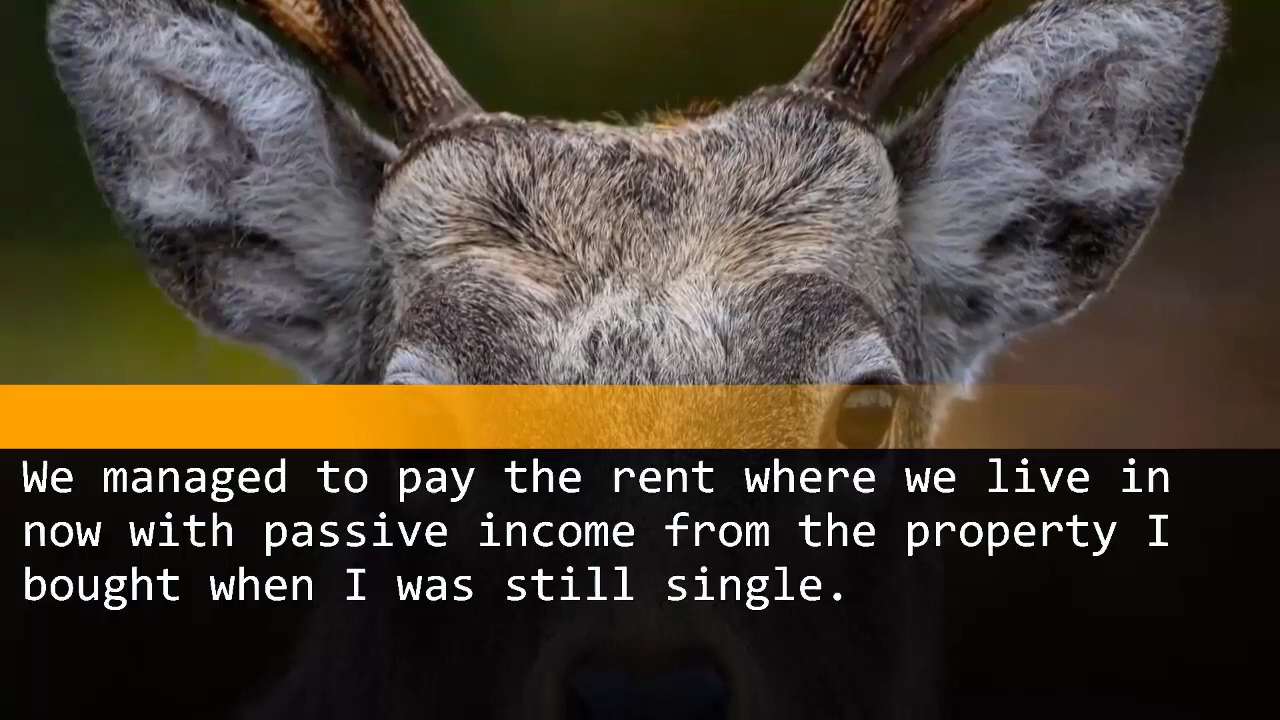 We managed to pay the rent where we live in
now with passive income from the property I
bought when I was still single.